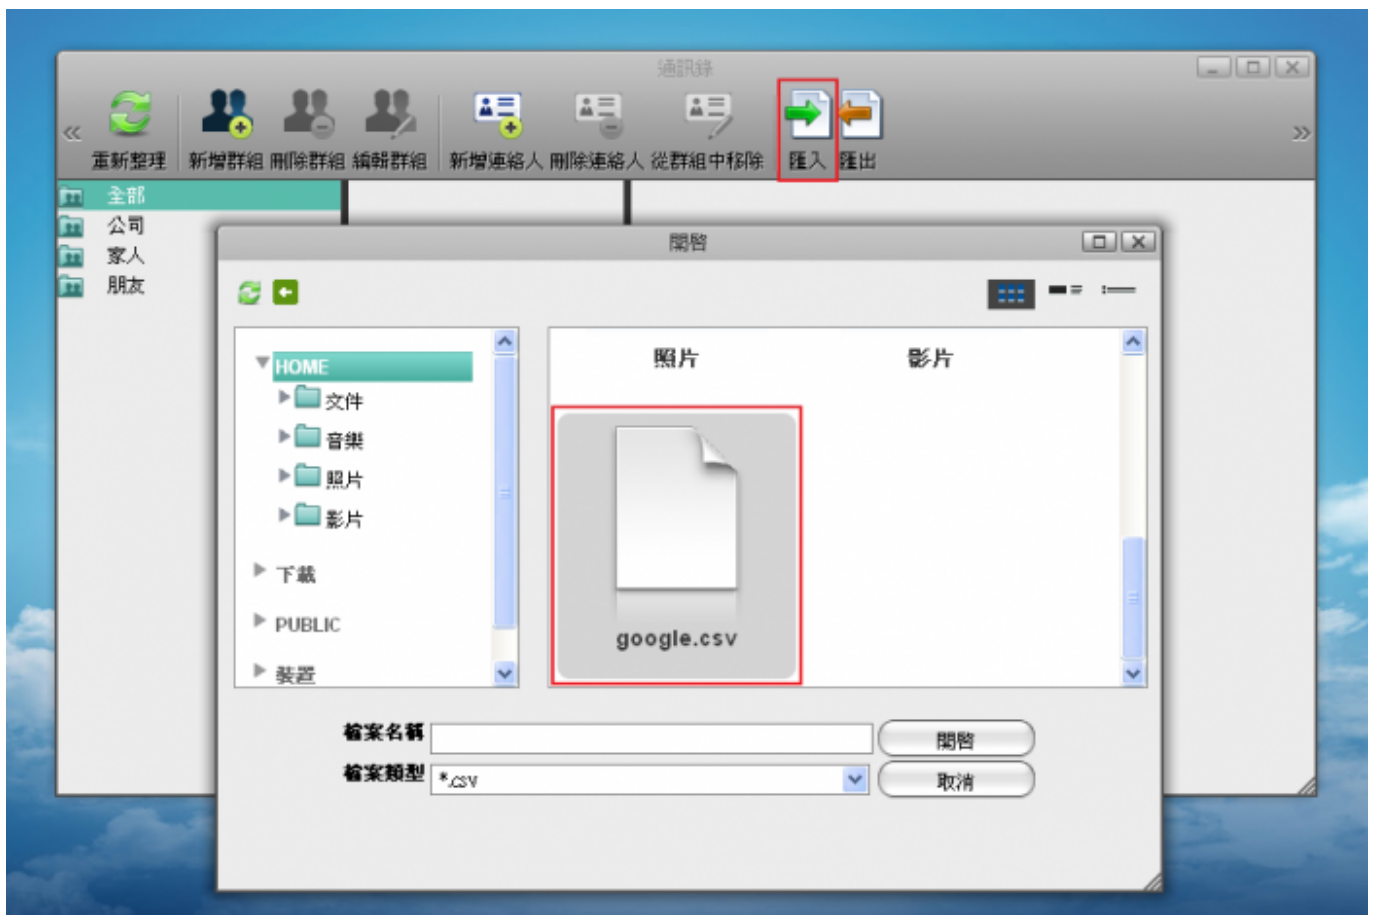 通訊錄
重新整理 新增群組 刪除群組 編輯群組 新增連絡人 刪除連絡人 從群組中移除 匯入 匯出
全部
公司
家人
朋友
開啓
HOME
文件
音樂
照片
影片
下載
PUBLIC
裝置
照片 影片
google.csv
檔案名稱
開啓
檔案類型 *.csv
取消